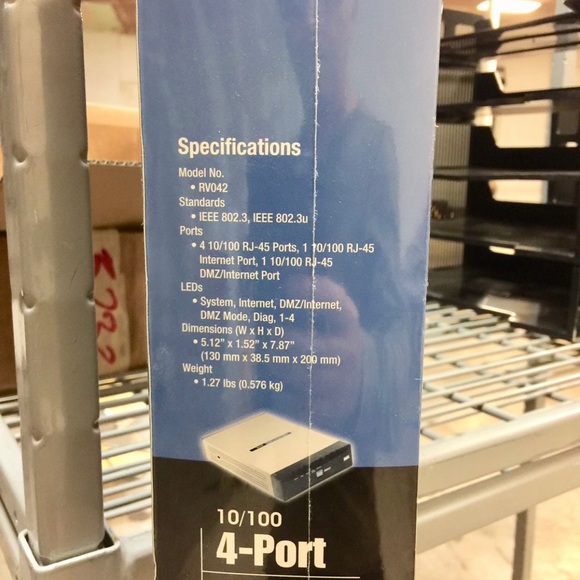 Specifications
Model No.
• RV042
Standards
• IEEE 802.3, IEEE 802.3u
Ports
• 4 10/100 RJ-45 Ports, 1 10/100 RJ-45
Internet Port, 1 10/100 RJ-45
DMZ/Internet Port
LEDs
• System, Internet, DMZ/Internet,
DMZ Mode, Diag, 1-4
Dimensions (W x H x D)
• 5.12" x 1.52" x 7.87"
(130 mm x 38.5 mm x 200 mm)
Weight
• 1.27 lbs (0.576 kg)
10/100
4-Port